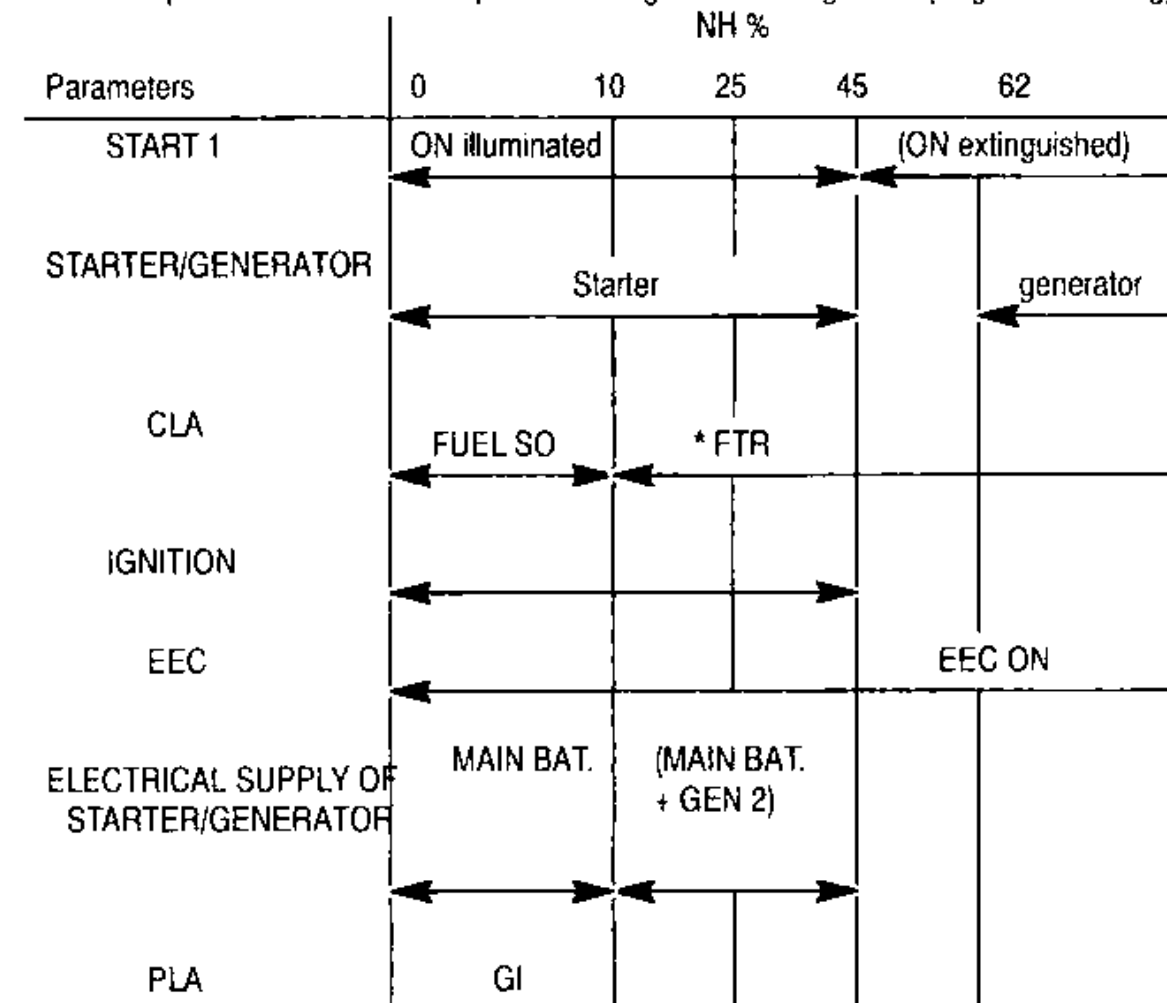 NH %
Parameters 0 10 25 45 62
START 1 ON illuminated (ON extinguished)
STARTER/GENERATOR Starter generator
CLA FUEL SO * FTR
IGNITION
EEC EEC ON
ELECTRICAL SUPPLY OF MAIN BAT. (MAIN BAT.
STARTER/GENERATOR + GEN 2)
PLA GI